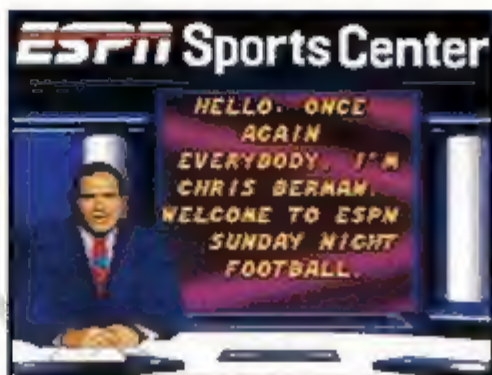 ESPN Sports Center
HELLO. ONCE
AGAIN
EVERYBODY. I'M
CHRIS BERMAN.
WELCOME TO ESPN
SUNDAY NIGHT
FOOTBALL.